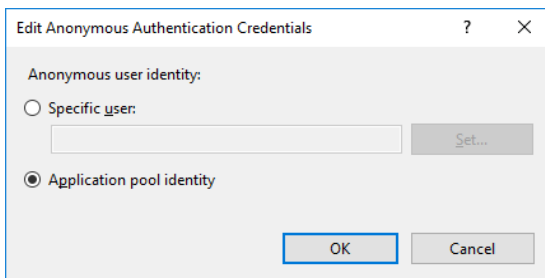 Edit Anonymous Authentication Credentials ? ×
Anonymous user identity:
Specific user:
Set...
Application pool identity
OK Cancel